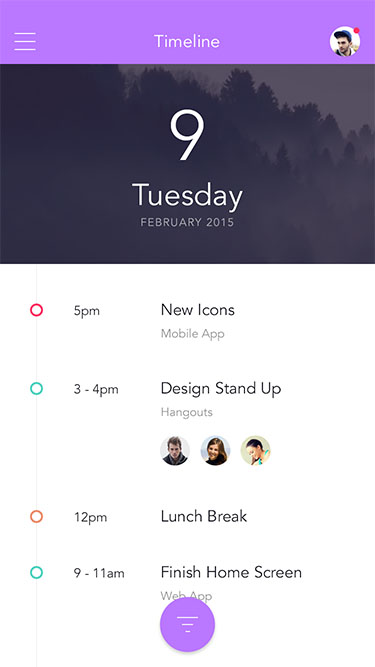 Timeline
9
Tuesday
FEBRUARY 2015
5pm New Icons
Mobile App
3 - 4pm Design Stand Up
Hangouts
12pm Lunch Break
9 - 11am Finish Home Screen
Web App